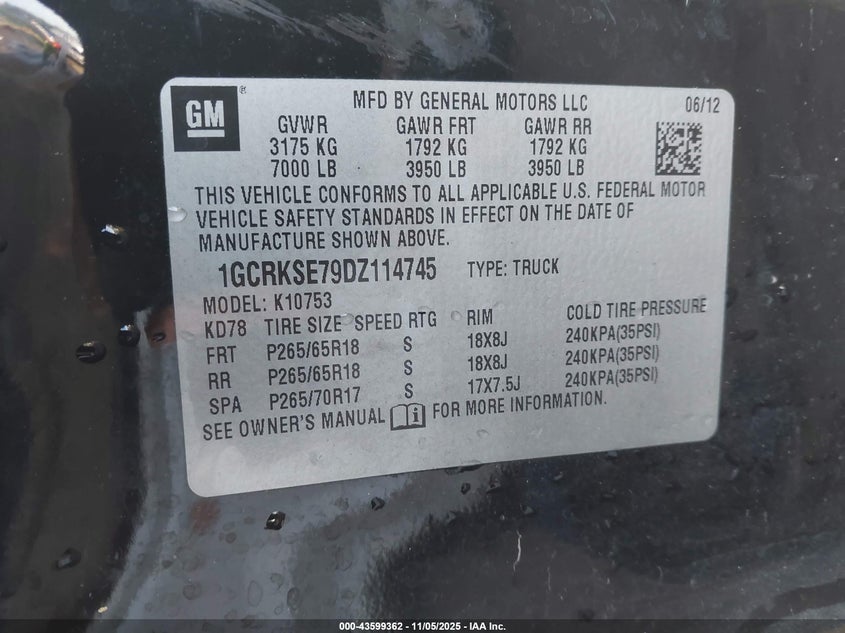 GM
MFD BY GENERAL MOTORS LLC 06/12
GVWR GAWR FRT GAWR RR
3175 KG 1792 KG 1792 KG
7000 LB 3950 LB 3950 LB
THIS VEHICLE CONFORMS TO ALL APPLICABLE U.S. FEDERAL MOTOR
VEHICLE SAFETY STANDARDS IN EFFECT ON THE DATE OF
MANUFACTURE SHOWN ABOVE.
1GCRKSE79DZ114745 TYPE: TRUCK
MODEL: K10753
KD78 TIRE SIZE SPEED RTG RIM COLD TIRE PRESSURE
FRT P265/65R18 S 18X8J 240KPA(35PSI)
RR P265/65R18 S 18X8J 240KPA(35PSI)
SPA P265/70R17 S 17X7.5J 240KPA(35PSI)
SEE OWNER'S MANUAL FOR MORE INFORMATION.
000-43599362 - 11/05/2025 - IAA Inc.